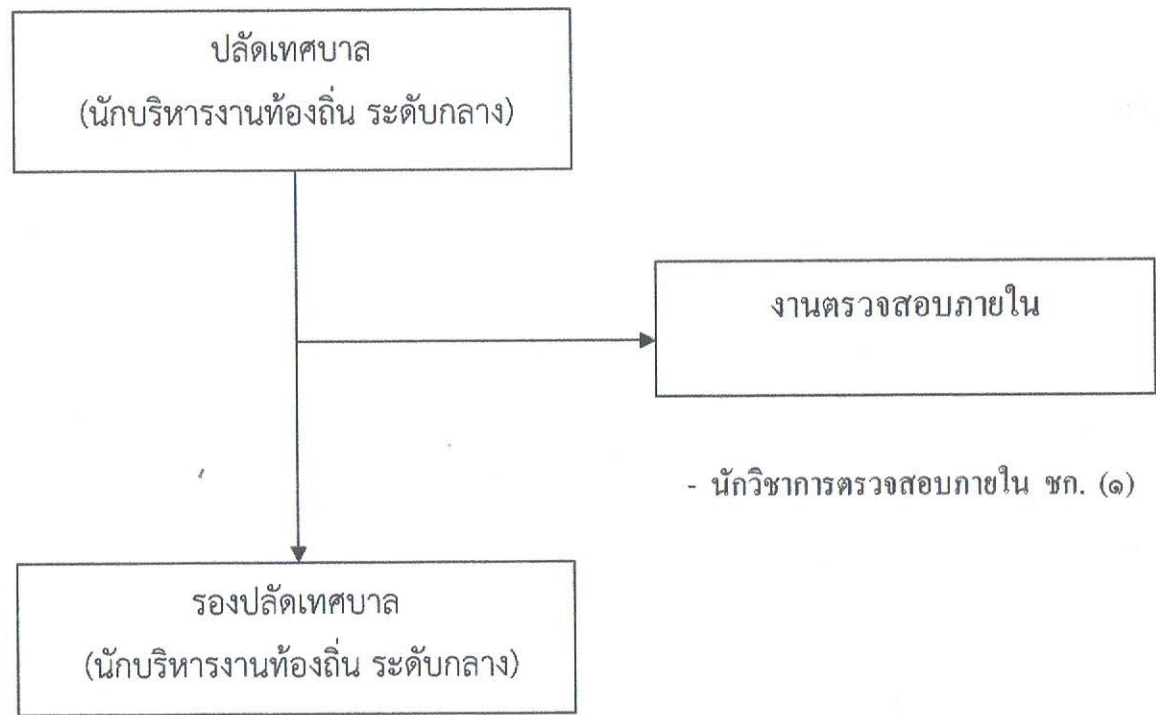 ปลัดเทศบาล
(นักบริหารงานท้องถิ่น ระดับกลาง)
งานตรวจสอบภายใน
- นักวิชาการตรวจสอบภายใน ชก. (๑)
รองปลัดเทศบาล
(นักบริหารงานท้องถิ่น ระดับกลาง)